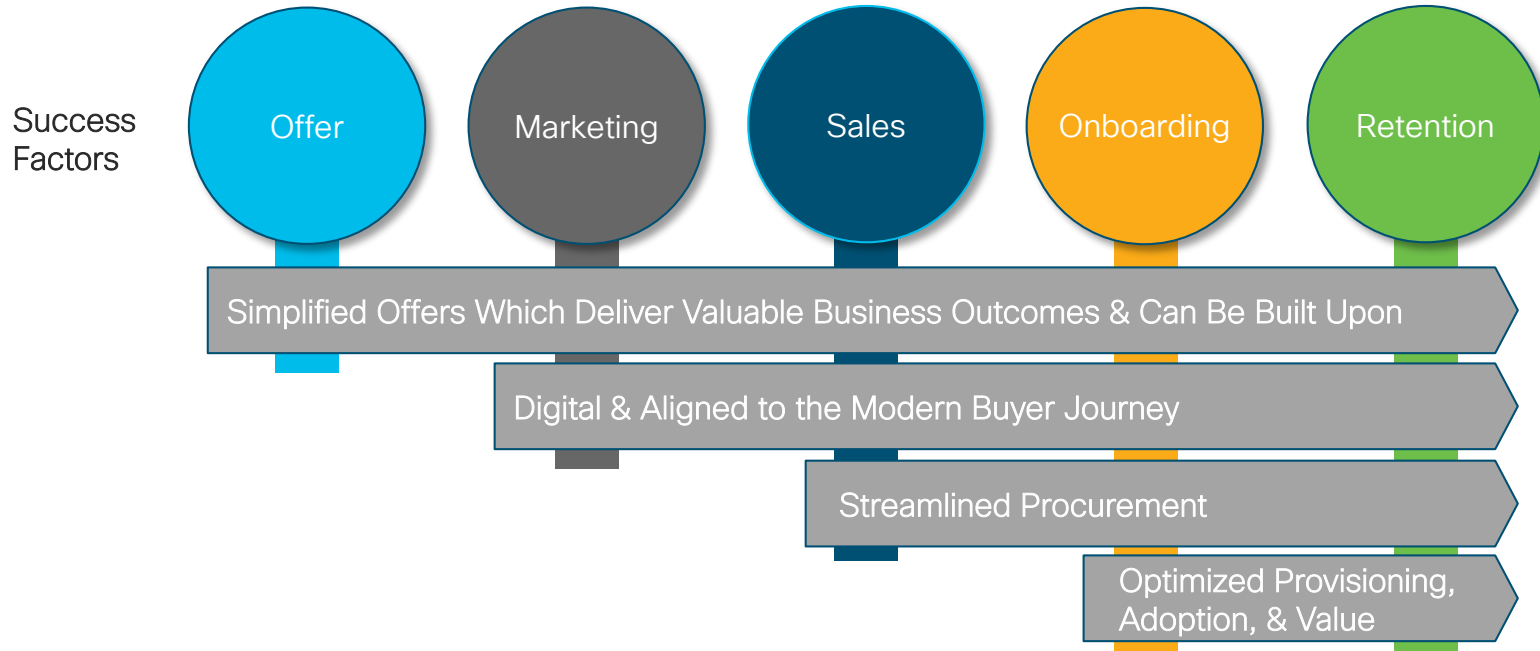 Success
Factors
Offer
Marketing
Sales
Onboarding
Retention
Simplified Offers Which Deliver Valuable Business Outcomes & Can Be Built Upon
Digital & Aligned to the Modern Buyer Journey
Streamlined Procurement
Optimized Provisioning,
Adoption, & Value